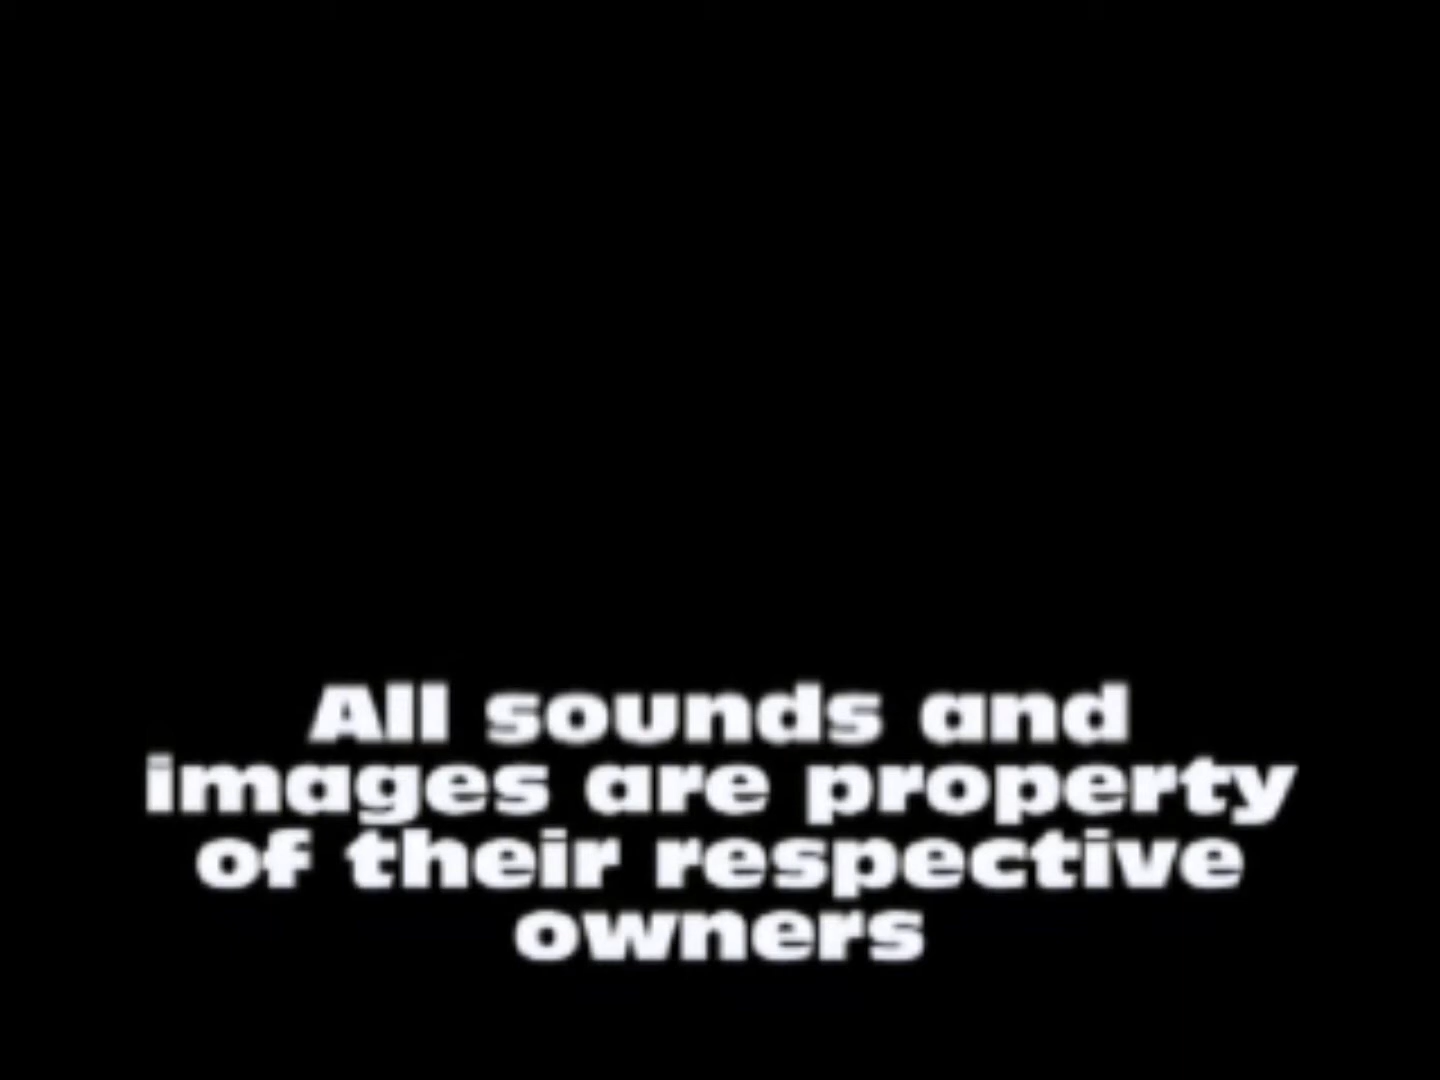 All sounds and
images are property
of their respective
owners